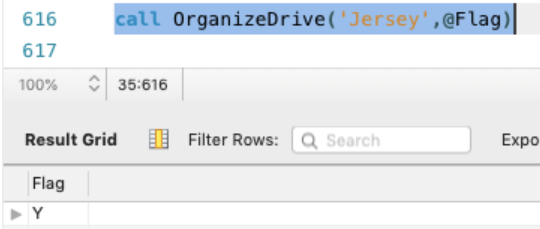 616 call OrganizeDrive('Jersey',@Flag)
617
100% 35:616
Result Grid Filter Rows: Search Expo
Flag
Y